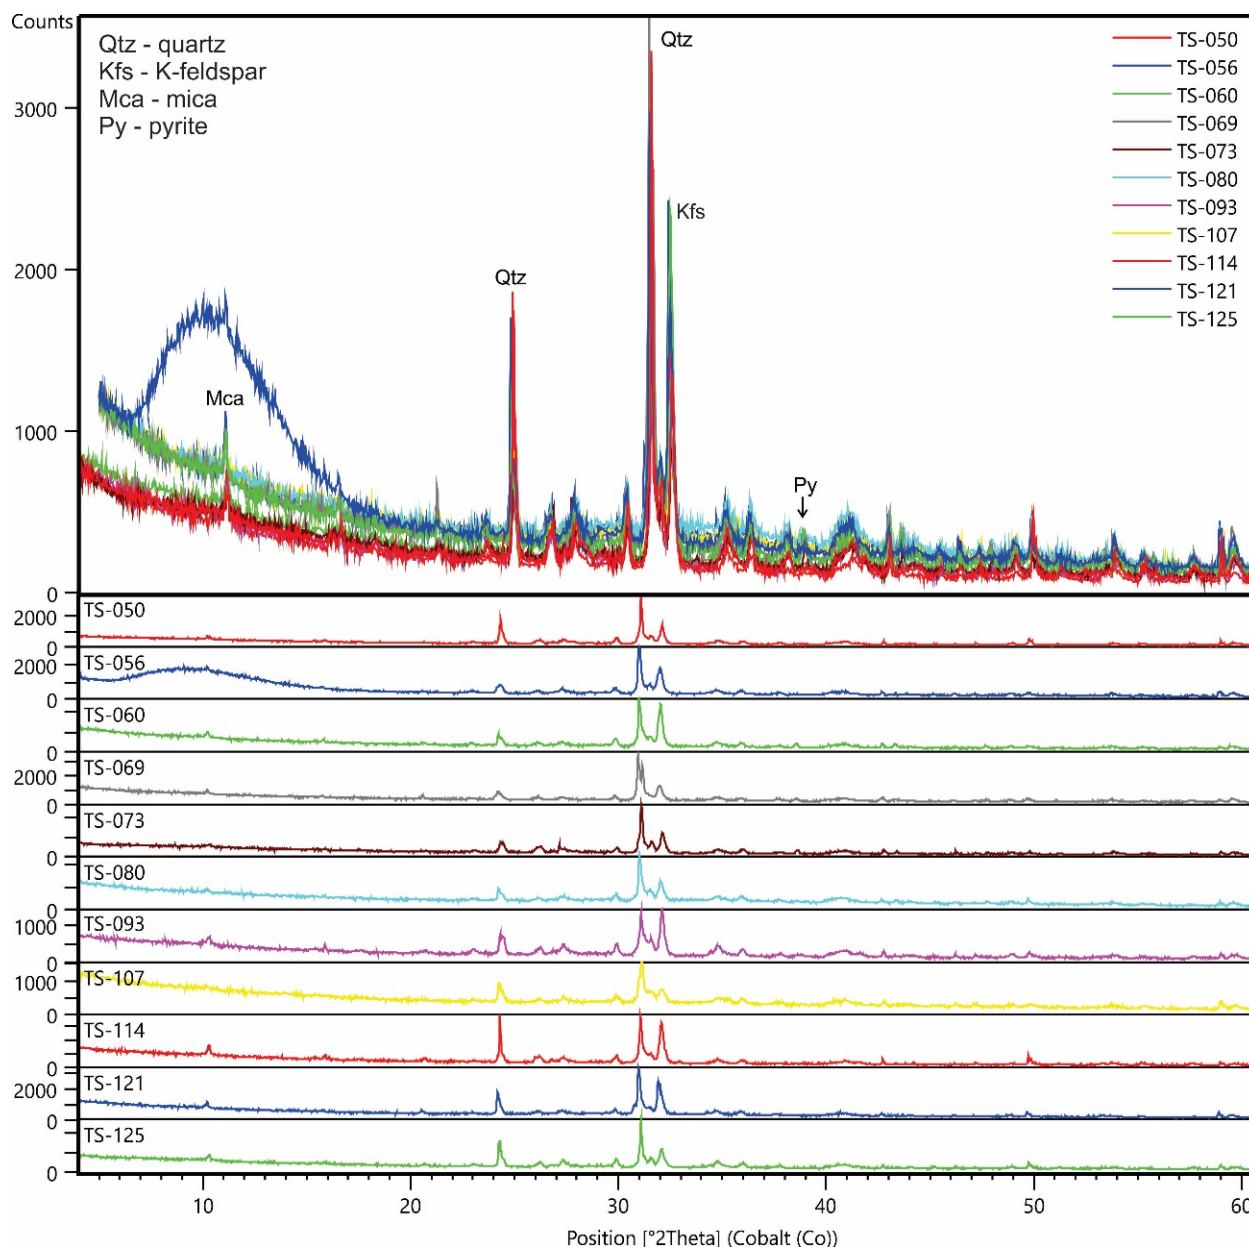 Counts
Qtz - quartz
Kfs - K-feldspar
Mca - mica
Py - pyrite
Qtz
TS-050
TS-056
TS-060
TS-069
TS-073
TS-080
TS-093
TS-107
TS-114
TS-121
TS-125
3000
Kfs
2000
Qtz
Mca
1000
Py
0
TS-050
2000
0
TS-056
2000
0
TS-060
0
TS-069
2000
0
TS-073
0
TS-080
0
TS-093
1000
0
TS-107
1000
0
TS-114
0
TS-121
2000
0
TS-125
0
10 20 30 40 50 60
Position [°2Theta] (Cobalt (Co))